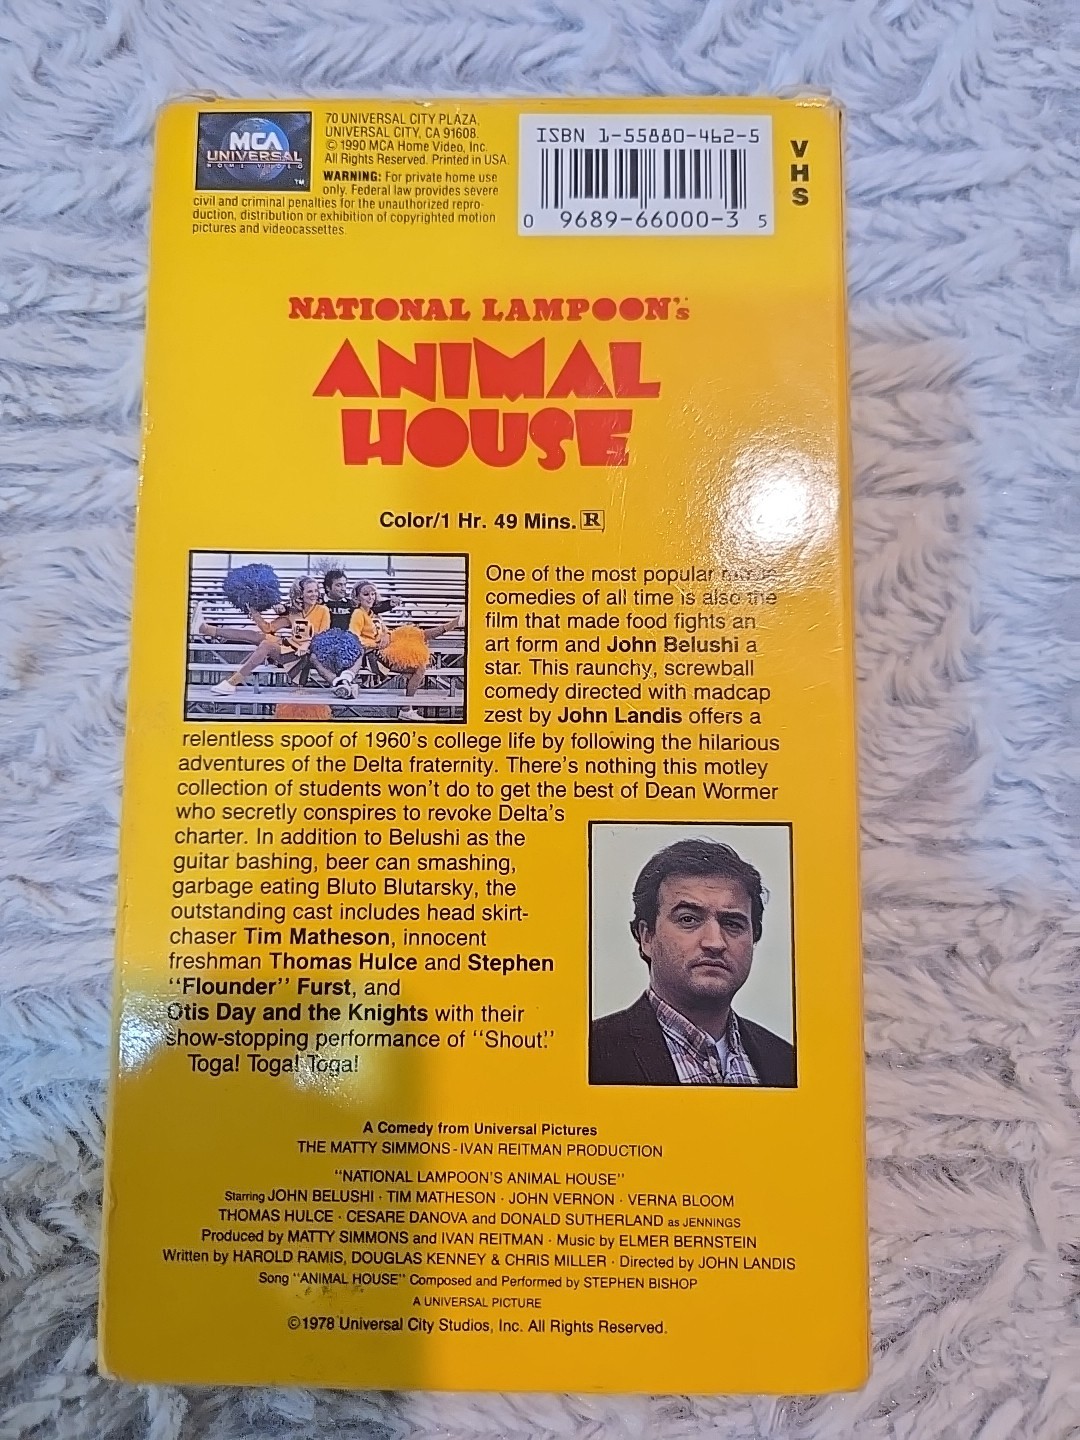 MCA
UNIVERSAL
HOME VIDEO
TM
70 UNIVERSAL CITY PLAZA,
UNIVERSAL CITY, CA 91608.
© 1990 MCA Home Video, Inc.
All Rights Reserved. Printed in USA.
WARNING: For private home use
only. Federal law provides severe
civil and criminal penalties for the unauthorized repro-
duction, distribution or exhibition of copyrighted motion
pictures and videocassettes.
ISBN 1-55880-462-5
0 9689-66000-3 5
VHS
NATIONAL LAMPOON's
ANIMAL
HOUSE
Color/1 Hr. 49 Mins. R
One of the most popular movie
comedies of all time is also the
film that made food fights an
art form and John Belushi a
star. This raunchy, screwball
comedy directed with madcap
zest by John Landis offers a
relentless spoof of 1960's college life by following the hilarious
adventures of the Delta fraternity. There's nothing this motley
collection of students won't do to get the best of Dean Wormer
who secretly conspires to revoke Delta's
charter. In addition to Belushi as the
guitar bashing, beer can smashing,
garbage eating Bluto Blutarsky, the
outstanding cast includes head skirt-
chaser Tim Matheson, innocent
freshman Thomas Hulce and Stephen
"Flounder" Furst, and
Otis Day and the Knights with their
show-stopping performance of "Shout."
Toga! Toga! Toga!
A Comedy from Universal Pictures
THE MATTY SIMMONS-IVAN REITMAN PRODUCTION
"NATIONAL LAMPOON'S ANIMAL HOUSE"
Starring JOHN BELUSHI · TIM MATHESON · JOHN VERNON · VERNA BLOOM
THOMAS HULCE · CESARE DANOVA and DONALD SUTHERLAND as JENNINGS
Produced by MATTY SIMMONS and IVAN REITMAN · Music by ELMER BERNSTEIN
Written by HAROLD RAMIS, DOUGLAS KENNEY & CHRIS MILLER · Directed by JOHN LANDIS
Song "ANIMAL HOUSE" Composed and Performed by STEPHEN BISHOP
A UNIVERSAL PICTURE
©1978 Universal City Studios, Inc. All Rights Reserved.